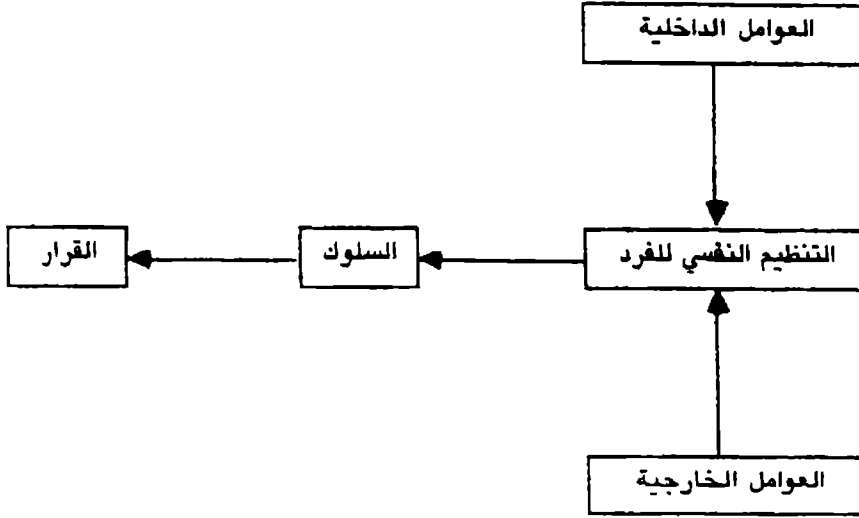 العوامل الداخلية
التنظيم النفسي للفرد
السلوك
القرار
العوامل الخارجية